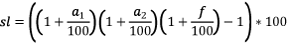 sl = ((1 + a₁/100)(1 + a₂/100)(1 + f/100) − 1) * 100